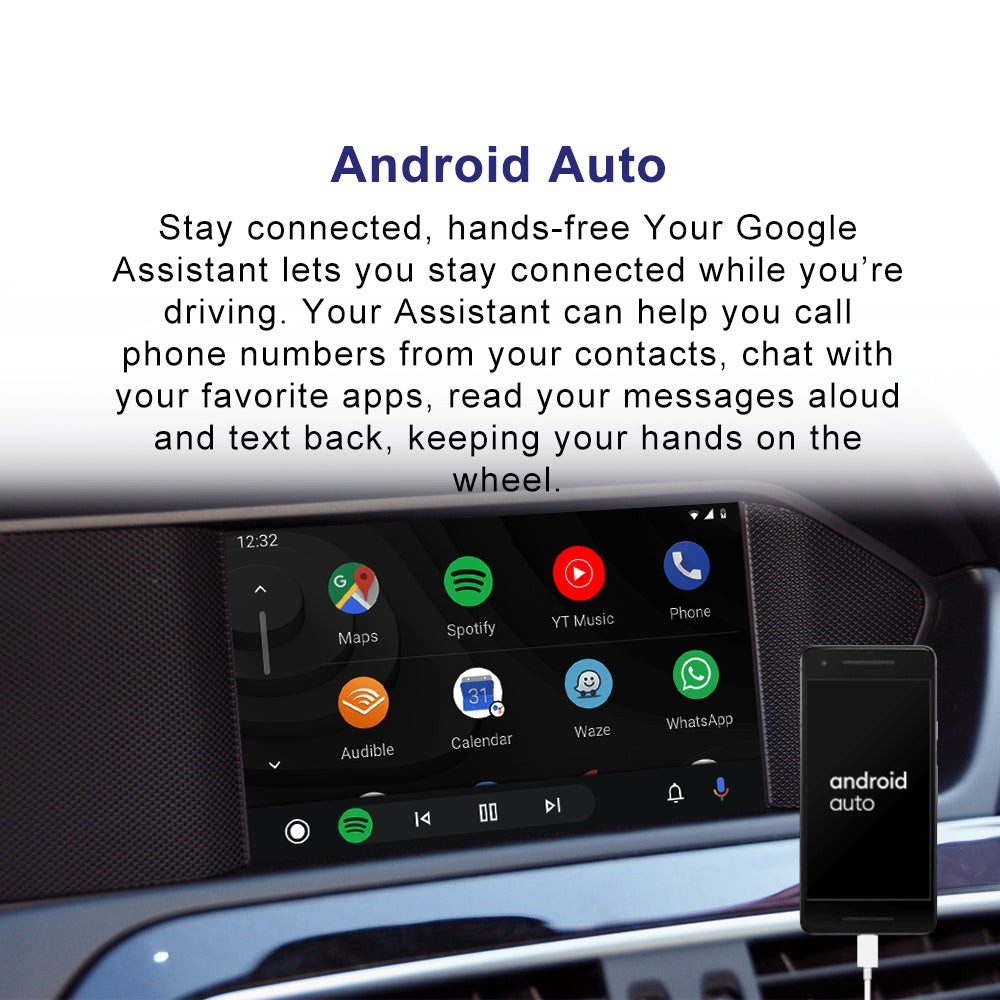 Android Auto
Stay connected, hands-free Your Google
Assistant lets you stay connected while you’re
driving. Your Assistant can help you call
phone numbers from your contacts, chat with
your favorite apps, read your messages aloud
and text back, keeping your hands on the
wheel.
12:32
Maps
Spotify
YT Music
Phone
G
31
Audible
Calendar
Waze
WhatsApp
android
auto